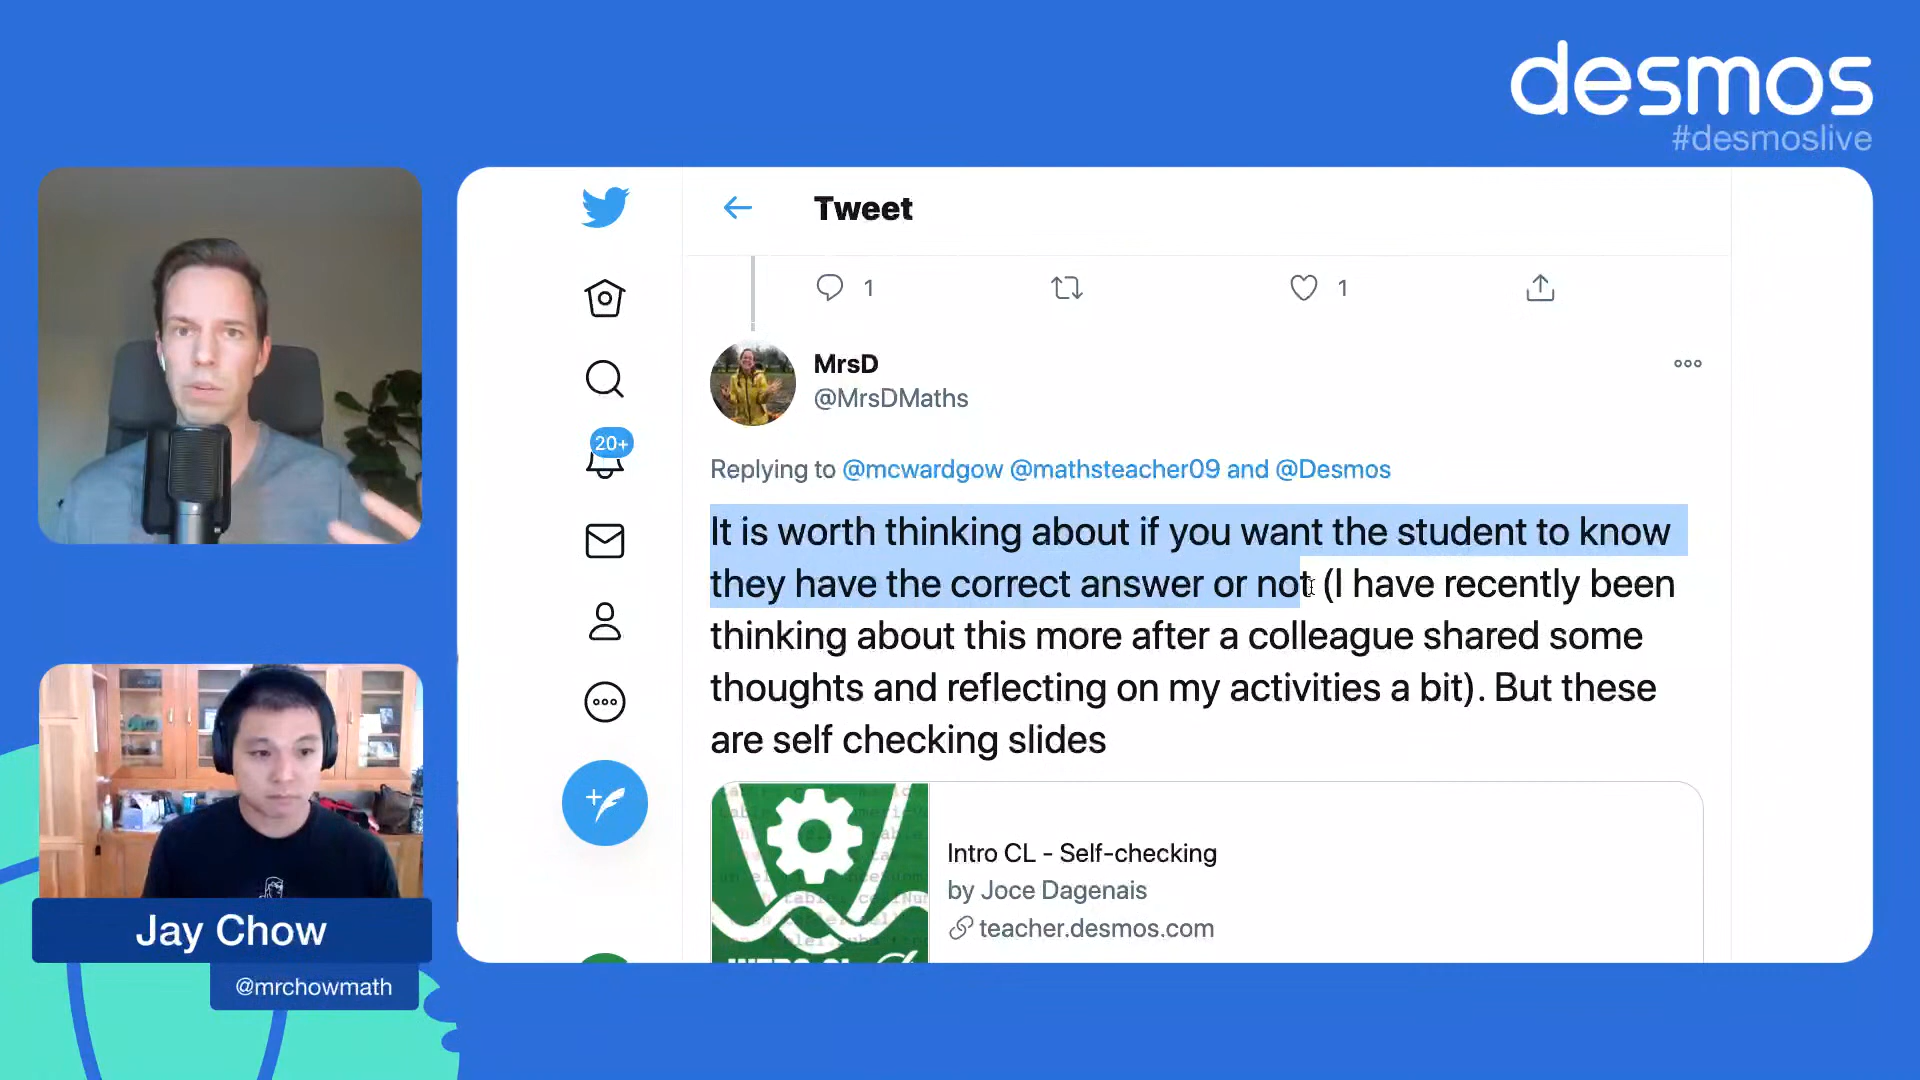 desmos
#desmoslive
Tweet
1
1
MrsD
@MrsDMaths
20+
Replying to @mcwardgow @mathsteacher09 and @Desmos
It is worth thinking about if you want the student to know
they have the correct answer or not (I have recently been
thinking about this more after a colleague shared some
thoughts and reflecting on my activities a bit). But these
are self checking slides
Intro CL - Self-checking
by Joce Dagenais
teacher.desmos.com
Jay Chow
@mrchowmath